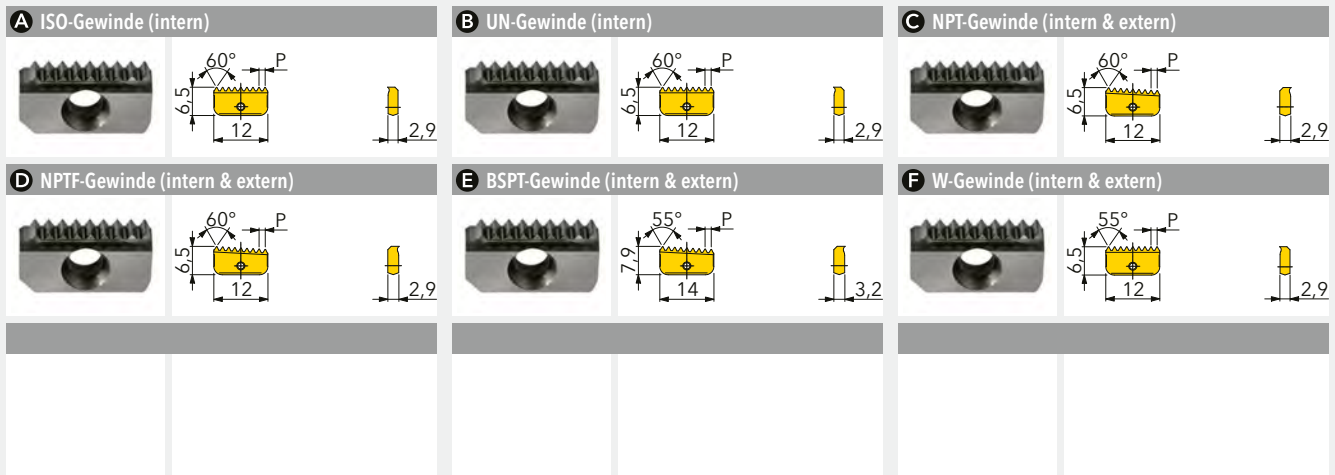 A ISO-Gewinde (intern)
60°
P
6,5
12
2,9
B UN-Gewinde (intern)
60°
P
6,5
12
2,9
C NPT-Gewinde (intern & extern)
60°
P
6,5
12
2,9
D NPTF-Gewinde (intern & extern)
60°
P
6,5
12
2,9
E BSPT-Gewinde (intern & extern)
55°
P
7,9
14
3,2
F W-Gewinde (intern & extern)
55°
P
6,5
12
2,9